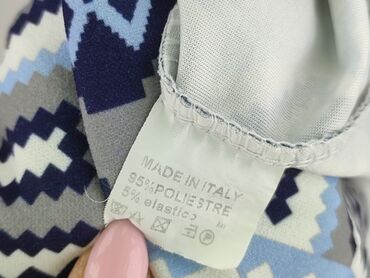 MADE IN ITALY
95% POLIESTRE
5% elastico